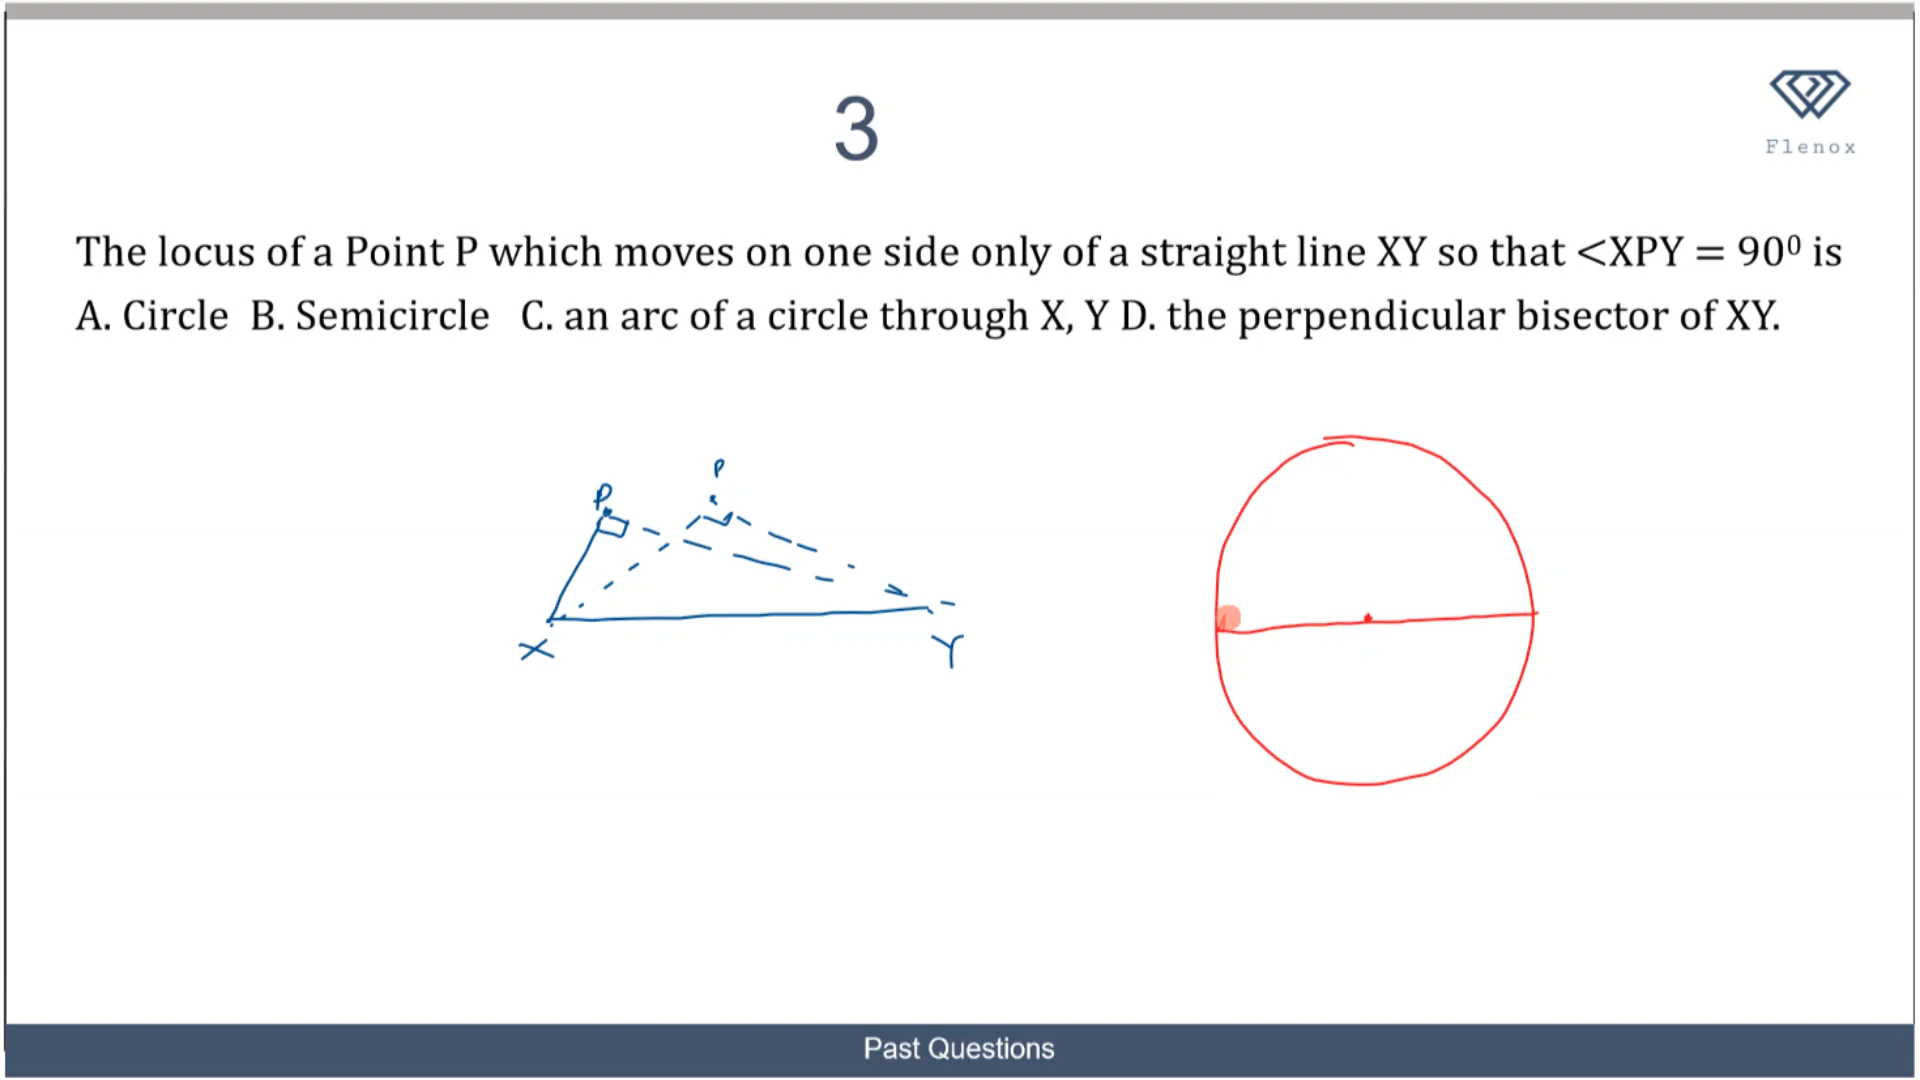 3
Flenox
The locus of a Point P which moves on one side only of a straight line XY so that <XPY = 90⁰ is
A. Circle B. Semicircle C. an arc of a circle through X, Y D. the perpendicular bisector of XY.
P
P
X
Y
Past Questions